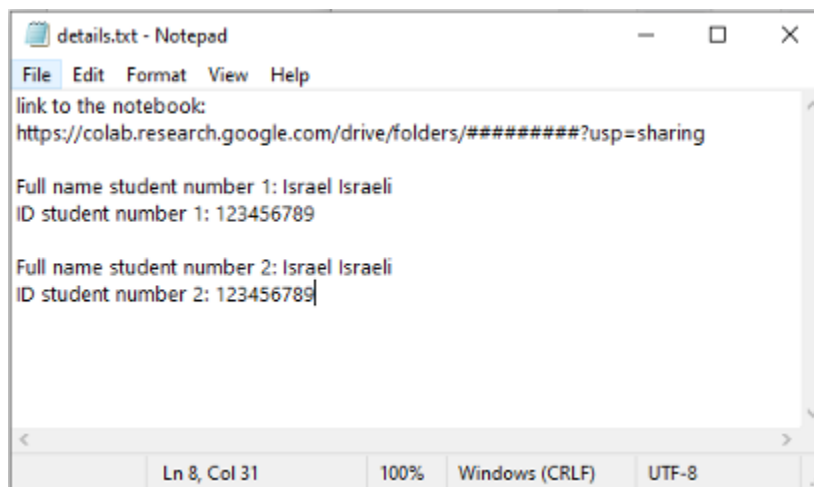 details.txt - Notepad
File Edit Format View Help
link to the notebook:
https://colab.research.google.com/drive/folders/#########?usp=sharing
Full name student number 1: Israel Israeli
ID student number 1: 123456789
Full name student number 2: Israel Israeli
ID student number 2: 123456789
Ln 8, Col 31 100% Windows (CRLF) UTF-8